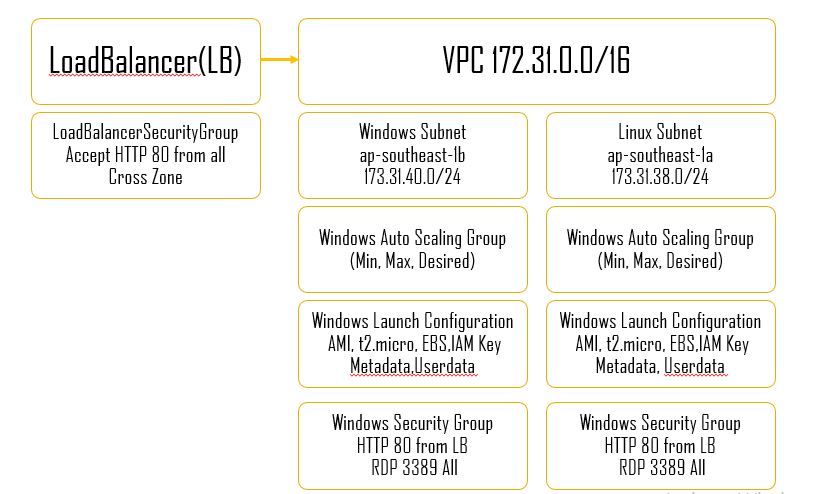 LoadBalancer(LB)
VPC 172.31.0.0/16
LoadBalancerSecurityGroup
Accept HTTP 80 from all
Cross Zone
Windows Subnet
ap-southeast-1b
173.31.40.0/24
Linux Subnet
ap-southeast-1a
173.31.38.0/24
Windows Auto Scaling Group
(Min, Max, Desired)
Windows Auto Scaling Group
(Min, Max, Desired)
Windows Launch Configuration
AMI, t2.micro, EBS,IAM Key
Metadata,Userdata
Windows Launch Configuration
AMI, t2.micro, EBS,IAM Key
Metadata, Userdata
Windows Security Group
HTTP 80 from LB
RDP 3389 All
Windows Security Group
HTTP 80 from LB
RDP 3389 All